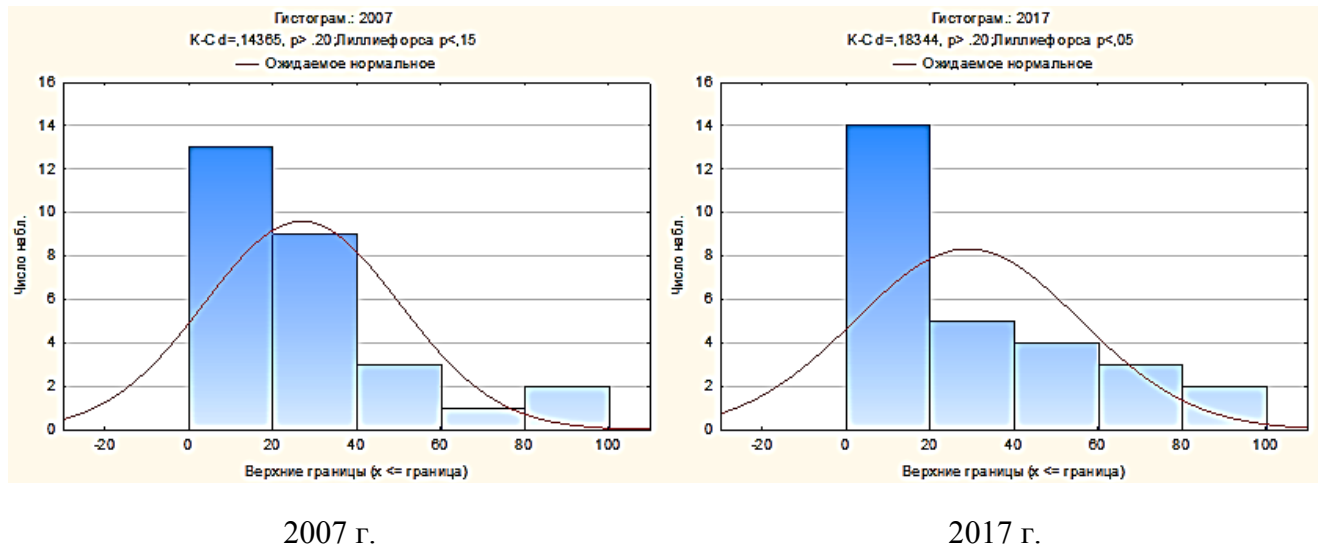 Гистограм.: 2007
К-С d=,14365, p> .20;Лиллиефорса p<,15
Ожидаемое нормальное
16
14
12
10
8
6
4
2
0
Число набл.
-20 0 20 40 60 80 100
Верхние границы (x <= граница)
2007 г.
Гистограм.: 2017
К-С d=,18344, p> .20;Лиллиефорса p<,05
Ожидаемое нормальное
16
14
12
10
8
6
4
2
0
Число набл.
-20 0 20 40 60 80 100
Верхние границы (x <= граница)
2017 г.